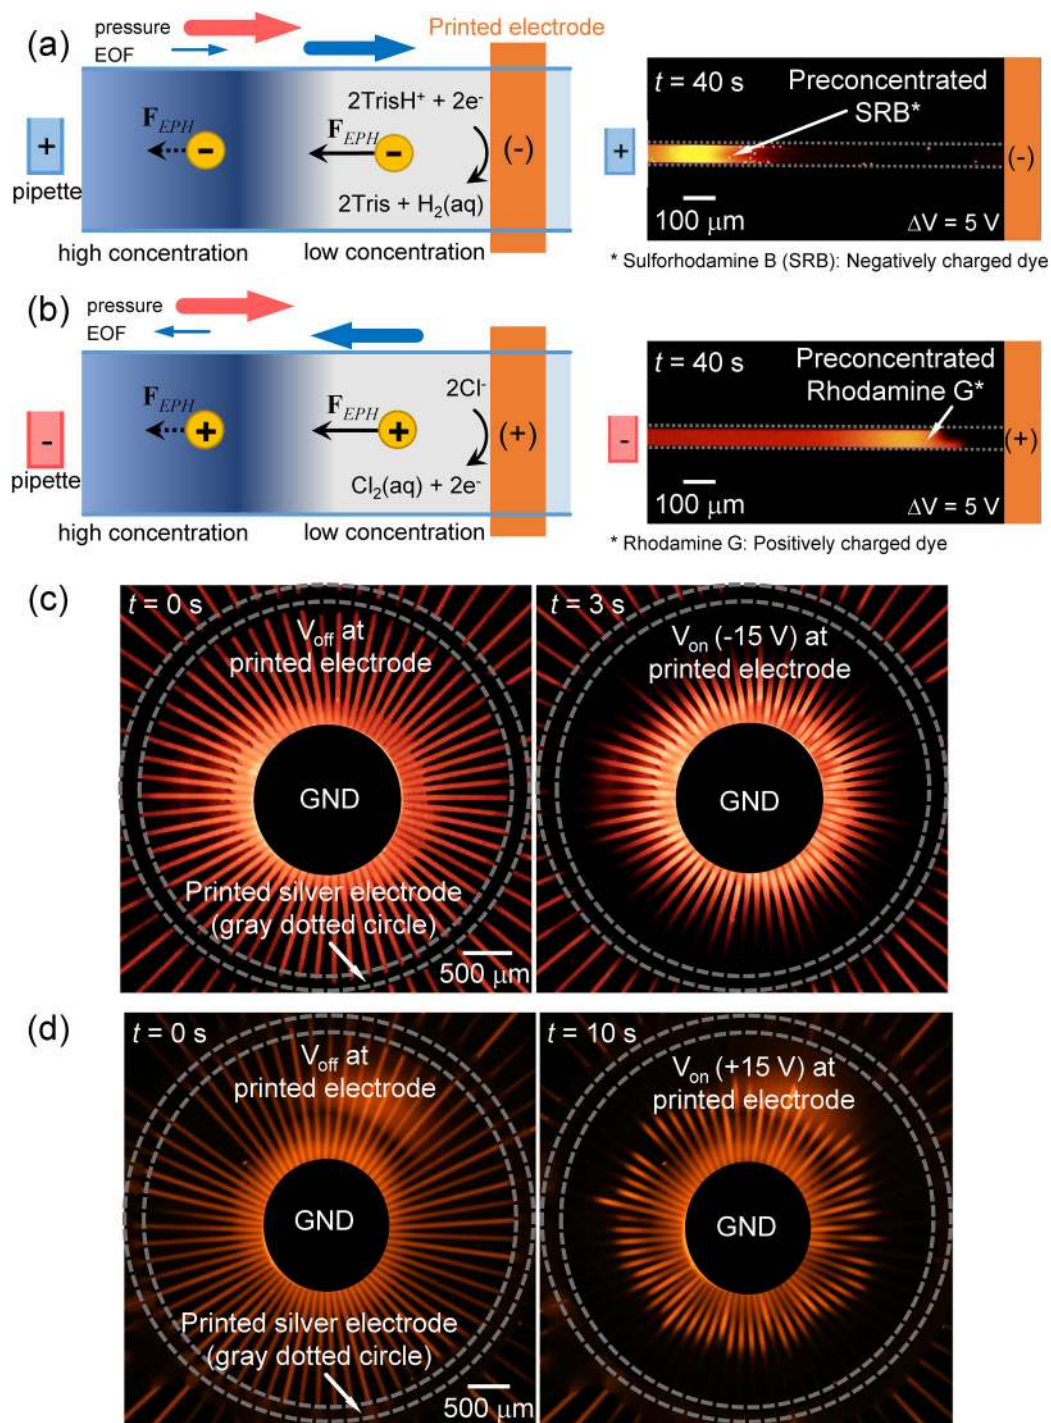 (a)
pressure
EOF
Printed electrode
2TrisH⁺ + 2e⁻
F_EPH
F_EPH
+
-
-
(-)
pipette
2Tris + H₂(aq)
high concentration
low concentration
t = 40 s
Preconcentrated
SRB*
+
(-)
100 μm
ΔV = 5 V
* Sulforhodamine B (SRB): Negatively charged dye
(b)
pressure
EOF
2Cl⁻
F_EPH
F_EPH
-
+
+
(+)
pipette
Cl₂(aq) + 2e⁻
high concentration
low concentration
t = 40 s
Preconcentrated
Rhodamine G*
-
(+)
100 μm
ΔV = 5 V
* Rhodamine G: Positively charged dye
(c)
t = 0 s
V_off at
printed electrode
GND
Printed silver electrode
(gray dotted circle)
500 μm
t = 3 s
V_on (-15 V) at
printed electrode
GND
(d)
t = 0 s
V_off at
printed electrode
GND
Printed silver electrode
(gray dotted circle)
500 μm
t = 10 s
V_on (+15 V) at
printed electrode
GND